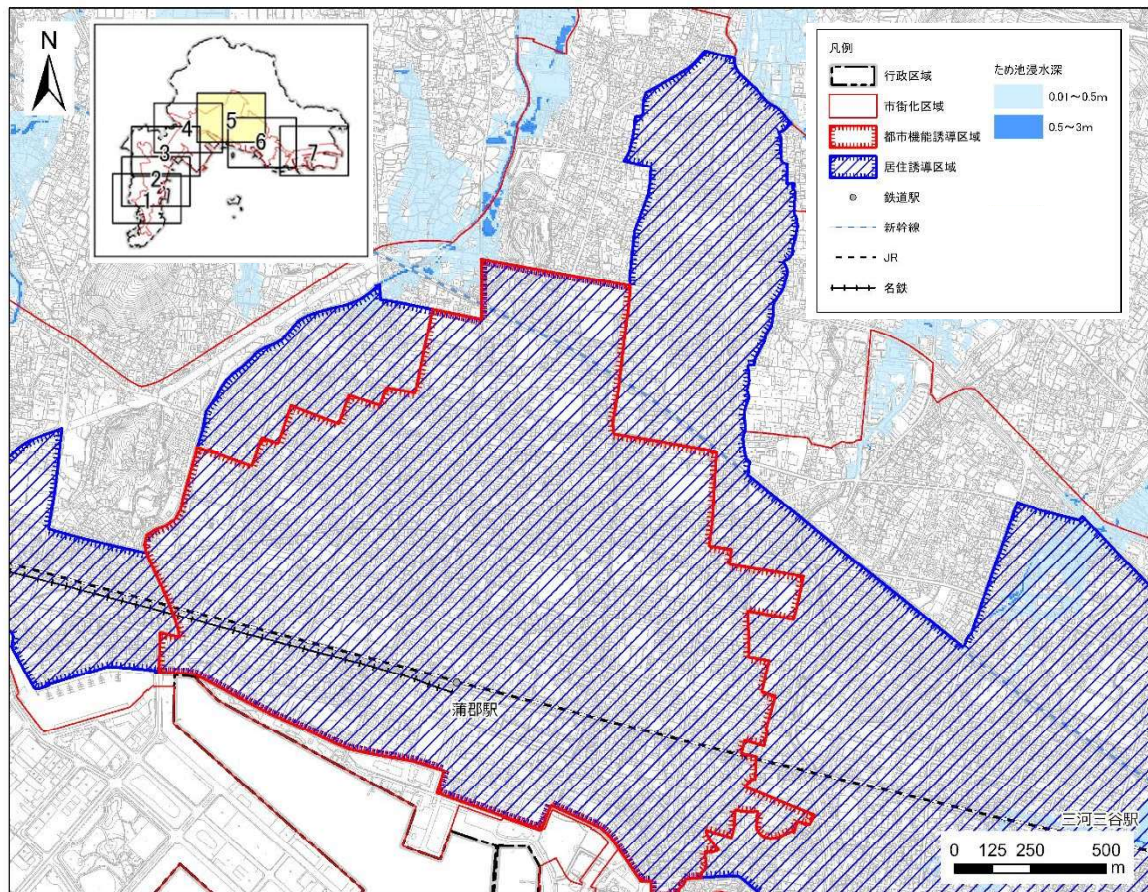 N
4
5
6
7
3
2
1
凡例
行政区域
市街化区域
都市機能誘導区域
居住誘導区域
鉄道駅
新幹線
JR
名鉄
ため池浸水深
0.01～0.5m
0.5～3m
蒲郡駅
三河三谷駅
0 125 250 500
m